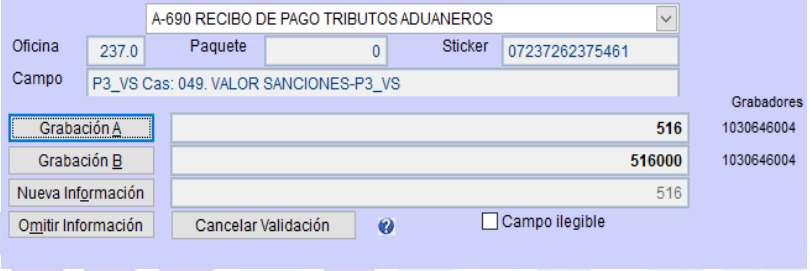 A-690 RECIBO DE PAGO TRIBUTOS ADUANEROS
Oficina 237.0 Paquete 0 Sticker 07237262375461
Campo P3_VS Cas: 049. VALOR SANCIONES-P3_VS
Grabadores
Grabación A 516 1030646004
Grabación B 516000 1030646004
Nueva Información 516
Omitir Información Cancelar Validación ? Campo ilegible